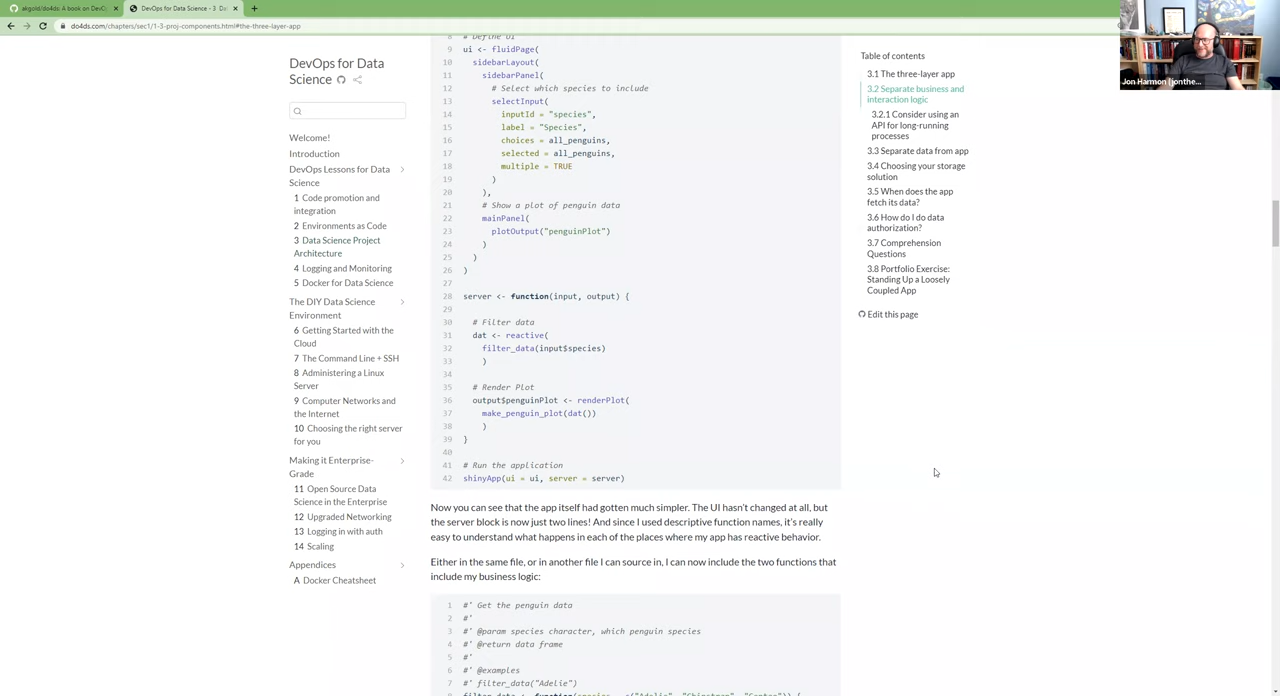 akgold/do4ds: A book on DevO
DevOps for Data Science - 3 Da
do4ds.com/chapters/sec1/1-3-proj-components.html#the-three-layer-app
Jon Harmon [jonthe...
DevOps for Data
Science
Welcome!
Introduction
DevOps Lessons for Data
Science
1 Code promotion and
integration
2 Environments as Code
3 Data Science Project
Architecture
4 Logging and Monitoring
5 Docker for Data Science
The DIY Data Science
Environment
6 Getting Started with the
Cloud
7 The Command Line + SSH
8 Administering a Linux
Server
9 Computer Networks and
the Internet
10 Choosing the right server
for you
Making it Enterprise-
Grade
11 Open Source Data
Science in the Enterprise
12 Upgraded Networking
13 Logging in with auth
14 Scaling
Appendices
A Docker Cheatsheet
8 # Define UI
9 ui <- fluidPage(
10 sidebarLayout(
11 sidebarPanel(
12 # Select which species to include
13 selectInput(
14 inputId = "species",
15 label = "Species",
16 choices = all_penguins,
17 selected = all_penguins,
18 multiple = TRUE
19 )
20 ),
21 # Show a plot of penguin data
22 mainPanel(
23 plotOutput("penguinPlot")
24 )
25 )
26 )
27
28 server <- function(input, output) {
29
30 # Filter data
31 dat <- reactive(
32 filter_data(input$species)
33 )
34
35 # Render Plot
36 output$penguinPlot <- renderPlot(
37 make_penguin_plot(dat())
38 )
39 }
40
41 # Run the application
42 shinyApp(ui = ui, server = server)
Now you can see that the app itself had gotten much simpler. The UI hasn't changed at all, but
the server block is now just two lines! And since I used descriptive function names, it's really
easy to understand what happens in each of the places where my app has reactive behavior.
Either in the same file, or in another file I can source in, I can now include the two functions that
include my business logic:
1 #' Get the penguin data
2 #'
3 #' @param species character, which penguin species
4 #' @return data frame
5 #'
6 #' @examples
7 #' filter_data("Adelie")
8 filter_data <- function(species = c("Adelie", "Chinstrap", "Gentoo")) {
Table of contents
3.1 The three-layer app
3.2 Separate business and
interaction logic
3.2.1 Consider using an
API for long-running
processes
3.3 Separate data from app
3.4 Choosing your storage
solution
3.5 When does the app
fetch its data?
3.6 How do I do data
authorization?
3.7 Comprehension
Questions
3.8 Portfolio Exercise:
Standing Up a Loosely
Coupled App
Edit this page